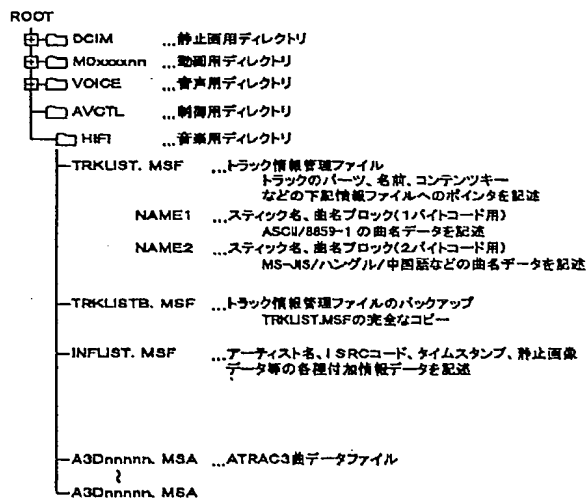 ROOT
DCIM ...静止画用ディレクトリ
MOxxxxnn ...動画用ディレクトリ
VOICE ...音声用ディレクトリ
AVCTL ...制御用ディレクトリ
HIFI ...音楽用ディレクトリ
TRKLIST. MSF ...トラック情報管理ファイル
トラックのパーツ、名前、コンテンツキー
などの下記情報ファイルへのポインタを記述
NAME1 ...スティック名、曲名ブロック(1バイトコード用)
ASCII/8859-1 の曲名データを記述
NAME2 ...スティック名、曲名ブロック(2バイトコード用)
MS-JIS/ハングル/中国語などの曲名データを記述
TRKLISTB. MSF ...トラック情報管理ファイルのバックアップ
TRKLIST.MSFの完全なコピー
INFLIST. MSF ...アーティスト名、ISRCコード、タイムスタンプ、静止画像
データ等の各種付加情報データを記述
A3Dnnnnn. MSA ...ATRAC3曲データファイル
~
A3Dnnnnn. MSA